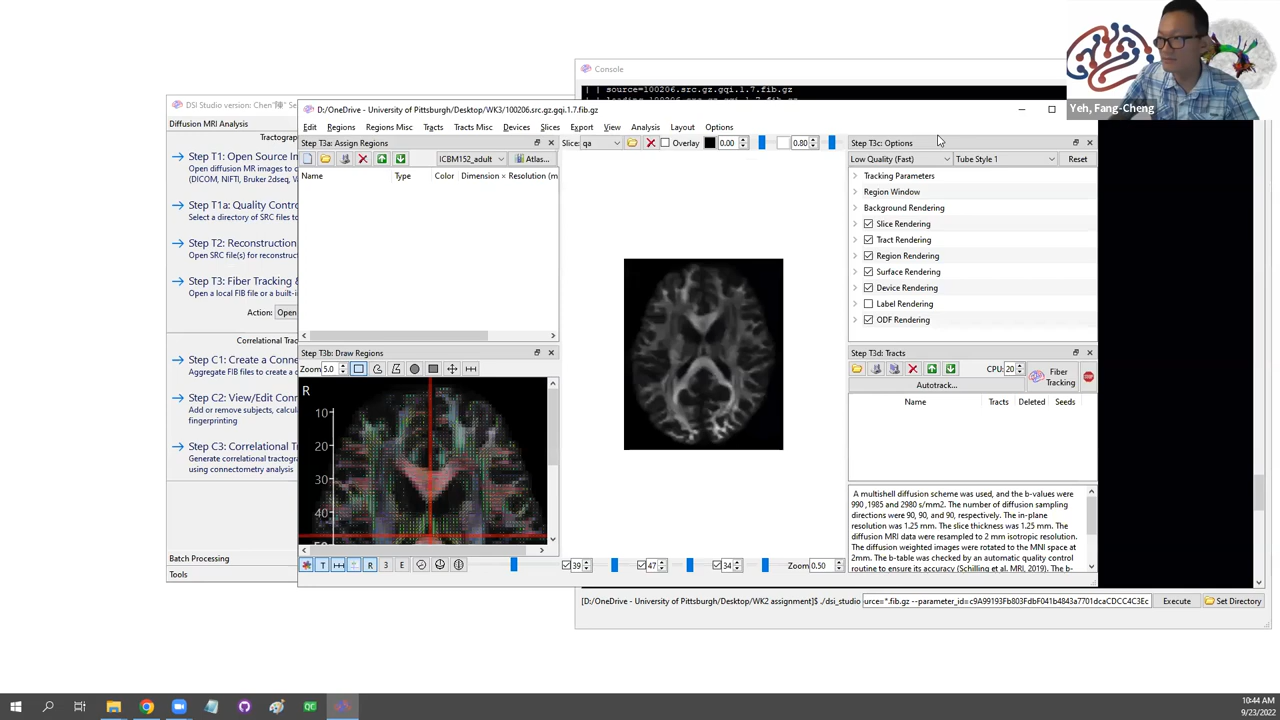 Console
| | source=100206.src.gz.gqi.1.7.fib.gz
Yeh, Fang-Cheng
DSI Studio version: Chen
Diffusion MRI Analysis
Step T1: Open Source Im
Open diffusion MR images to c
(DICOM, NIFTI, Bruker 2dseq, Va
Step T1a: Quality Contro
Select a directory of SRC files to
Step T2: Reconstruction
Open SRC file(s) for reconstru
Step T3: Fiber Tracking &
Open a local FIB file or a built-in
Action:
Open
Step C1: Create a Conne
Aggregate FIB files to create a c
Step C2: View/Edit Conn
Add or remove subjects, calcul
fingerprinting
Step C3: Correlational Tr
Generate correlational tractogra
using connectometry analysis
Batch Processing
Tools
D:/OneDrive - University of Pittsburgh/Desktop/WK3/100206.src.gz.gqi.1.7.fib.gz
Edit Regions Regions Misc Tracts Tracts Misc Devices Slices Export View Analysis Layout Options
Step T3a: Assign Regions
ICBM152_adult Atlas...
Name Type Color Dimension × Resolution (m
Slice: qa Overlay 0.00 0.80
Step T3b: Draw Regions
Zoom 5.0
R
10
20
30
40
39 47 34 Zoom 0.50
Step T3c: Options
Low Quality (Fast) Tube Style 1 Reset
Tracking Parameters
Region Window
Background Rendering
Slice Rendering
Tract Rendering
Region Rendering
Surface Rendering
Device Rendering
Label Rendering
ODF Rendering
Step T3d: Tracts
CPU: 20 Fiber Tracking STOP
Autotrack...
Name Tracts Deleted Seeds
A multishell diffusion scheme was used, and the b-values were
990 ,1985 and 2980 s/mm2. The number of diffusion sampling
directions were 90, 90, and 90, respectively. The in-plane
resolution was 1.25 mm. The slice thickness was 1.25 mm. The
diffusion MRI data were resampled to 2 mm isotropic resolution.
The diffusion weighted images were rotated to the MNI space at
2mm. The b-table was checked by an automatic quality control
routine to ensure its accuracy (Schilling et al. MRI, 2019). The b-
[D:/OneDrive - University of Pittsburgh/Desktop/WK2 assignment]$ ./dsi_studio urce=*.fib.gz --parameter_id=c9A99193Fb803FdbF041b4843a7701dcaCDCC4C3Ec Execute Set Directory
10:44 AM
9/23/2022